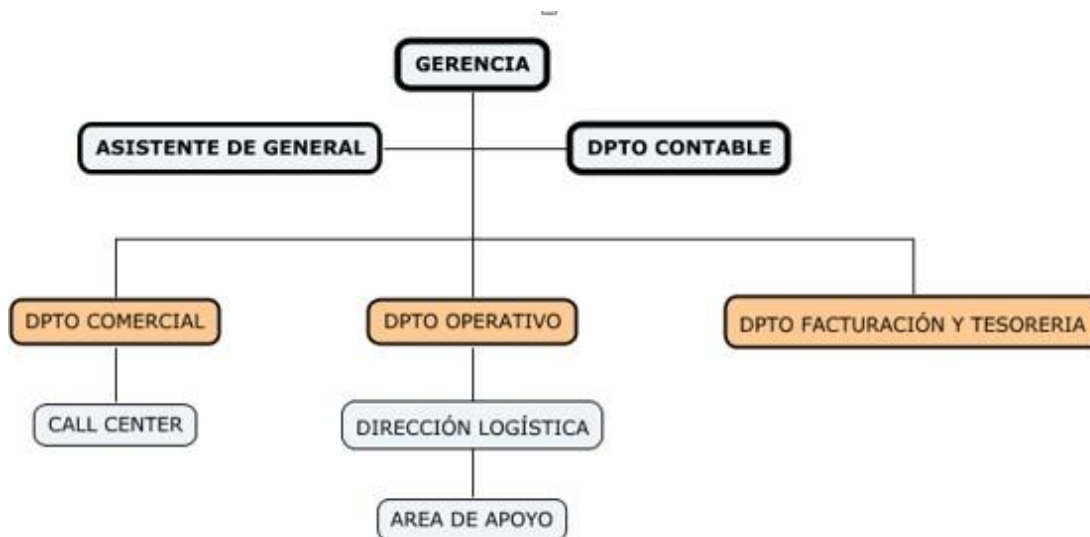 GERENCIA
ASISTENTE DE GENERAL
DPTO CONTABLE
DPTO COMERCIAL
DPTO OPERATIVO
DPTO FACTURACIÓN Y TESORERIA
CALL CENTER
DIRECCIÓN LOGÍSTICA
AREA DE APOYO